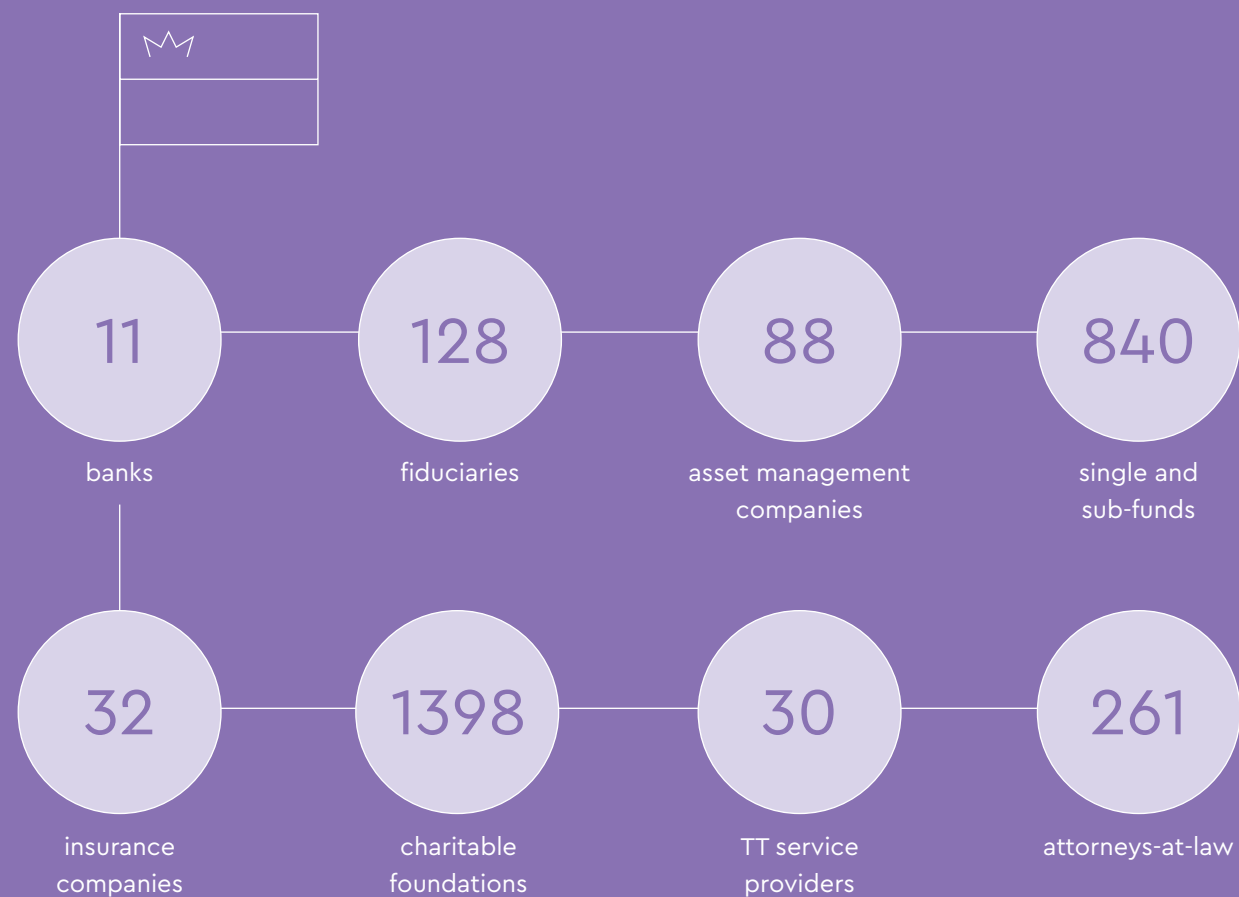 11
128
88
840
banks
fiduciaries
asset management
companies
single and
sub-funds
32
1398
30
261
insurance
companies
charitable
foundations
TT service
providers
attorneys-at-law